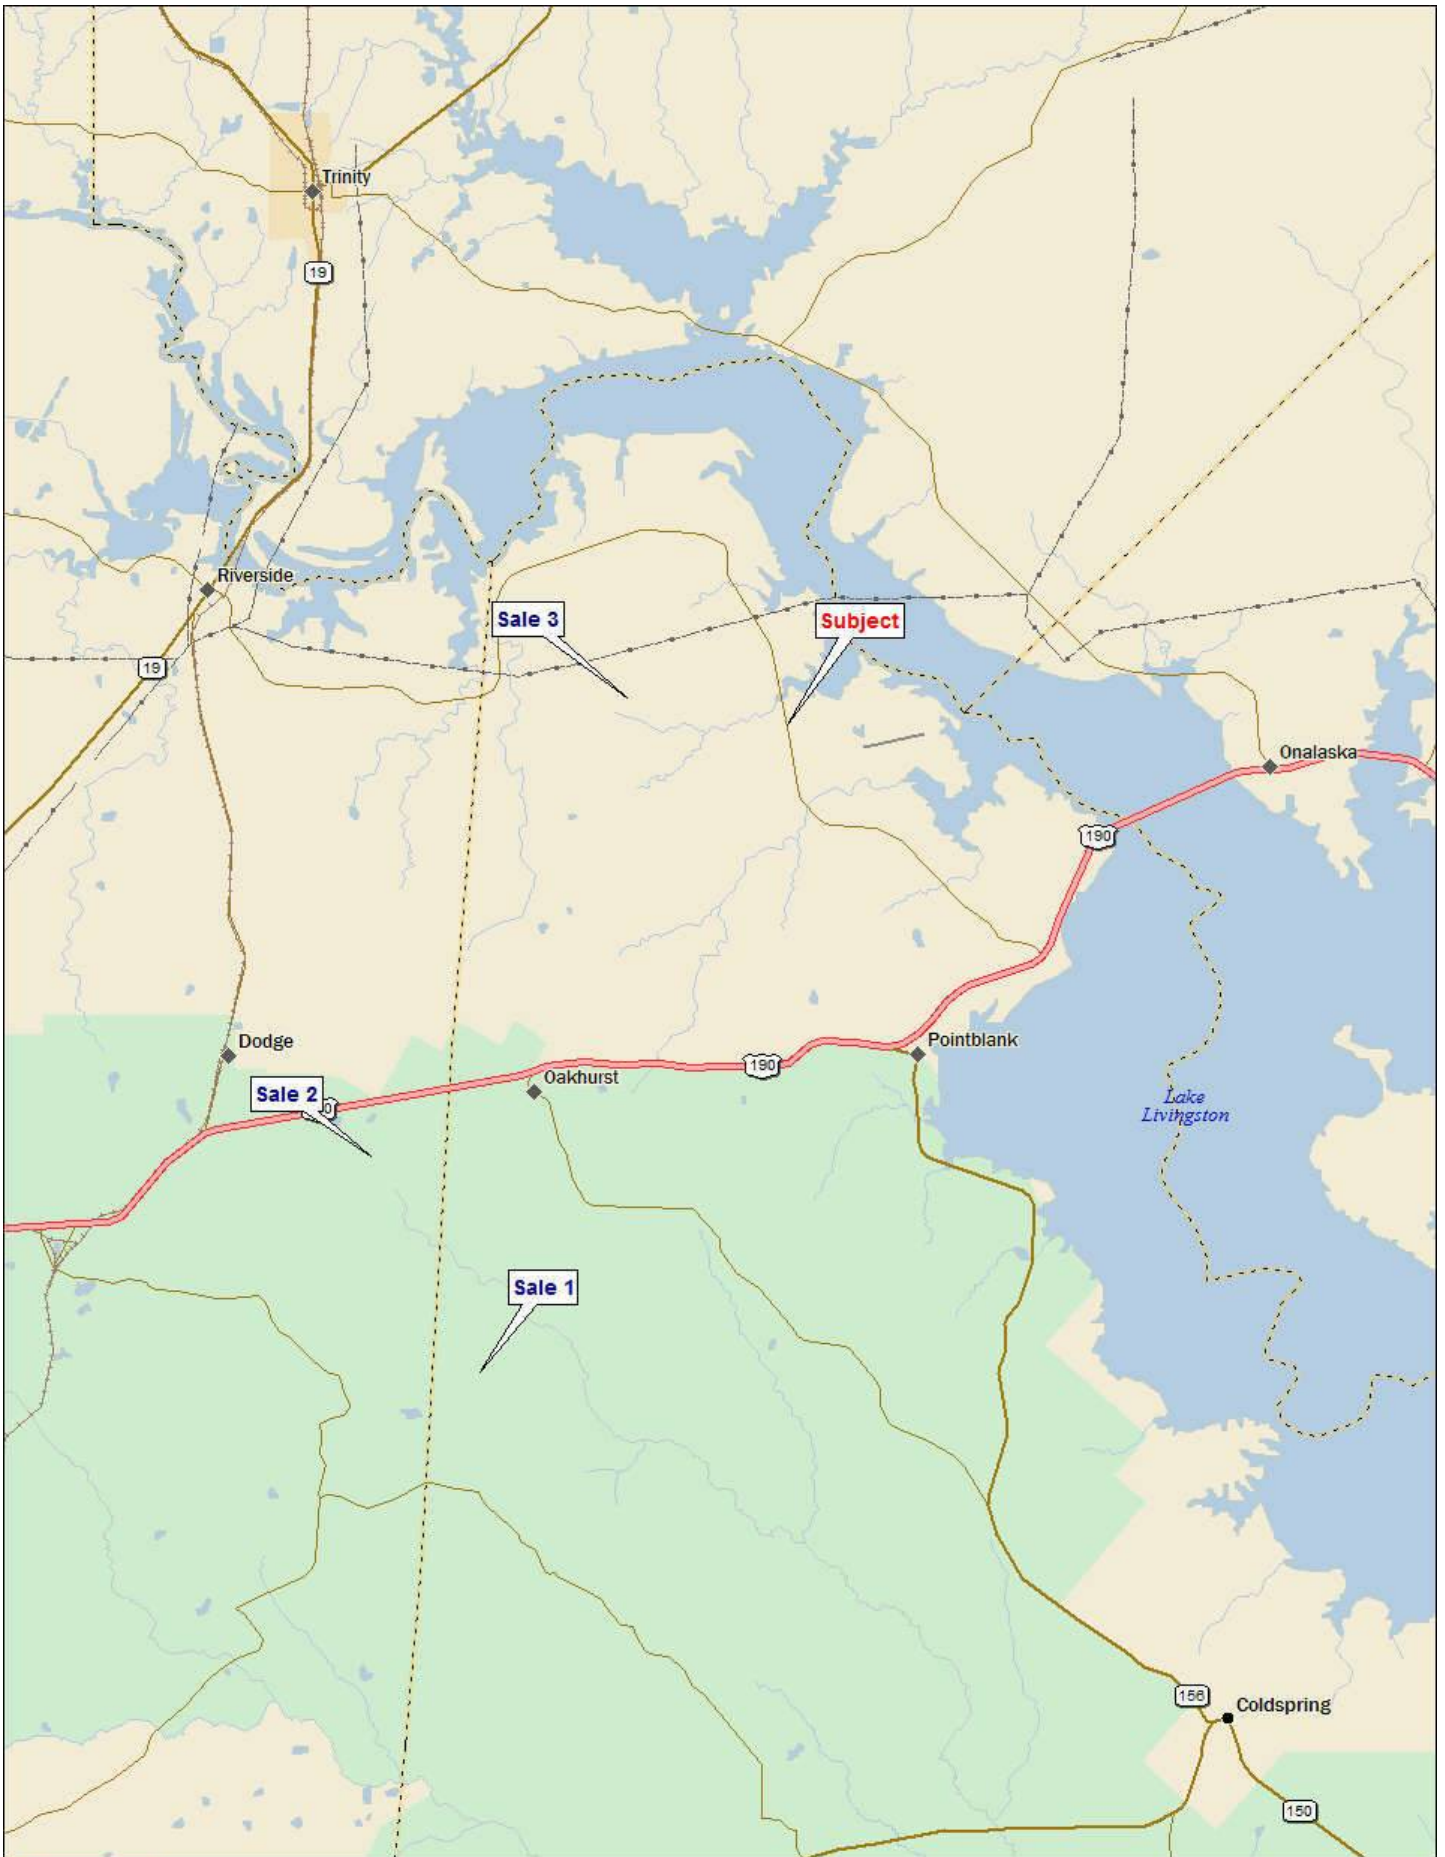 Trinity
19
Riverside
Sale 3
Subject
19
Onalaska
190
Dodge
Pointblank
190
Oakhurst
Sale 2
0
Lake
Livingston
Sale 1
156
Coldspring
150